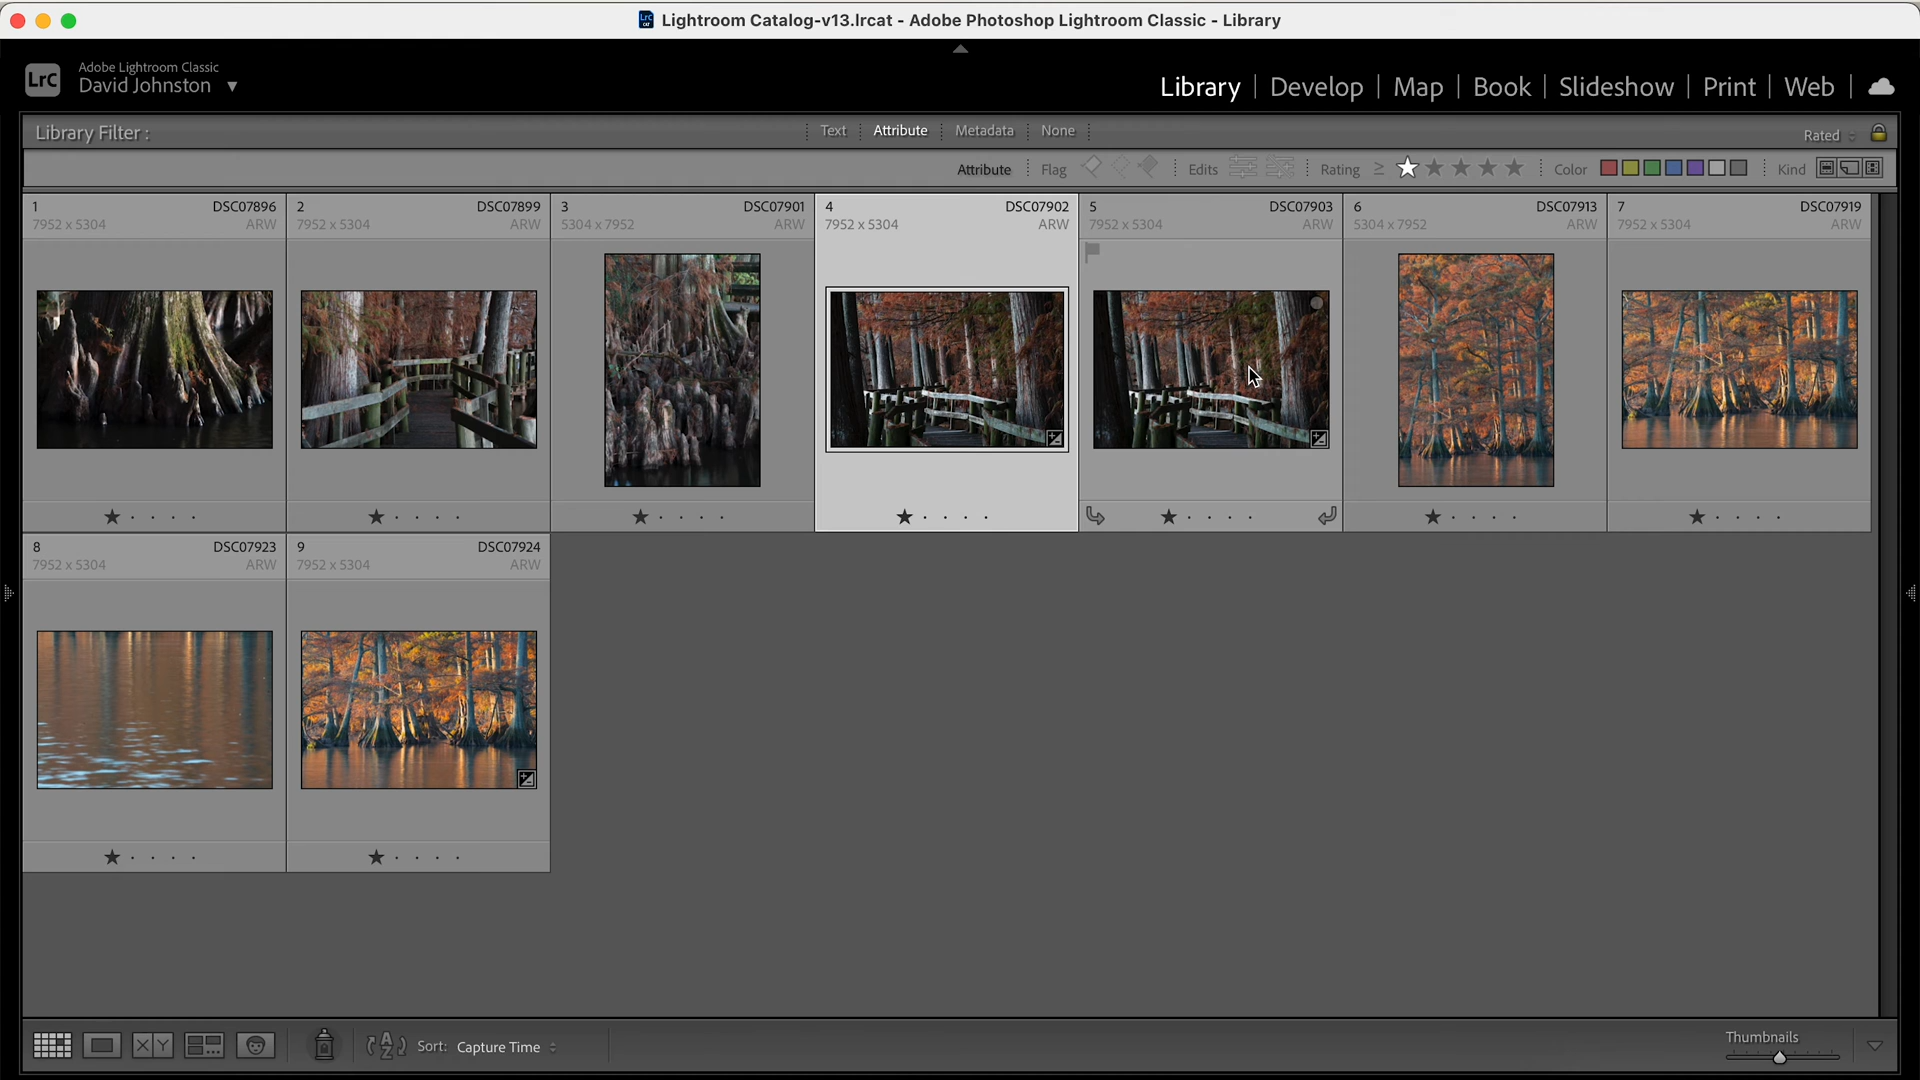 Lightroom Catalog-v13.lrcat - Adobe Photoshop Lightroom Classic - Library
LrC
Adobe Lightroom Classic
David Johnston
Library | Develop | Map | Book | Slideshow | Print | Web
Library Filter :
Text
Attribute
Metadata
None
Rated
Attribute
Flag
Edits
Rating ≥
Color
Kind
1 DSC07896
7952 x 5304 ARW
2 DSC07899
7952 x 5304 ARW
3 DSC07901
5304 x 7952 ARW
4 DSC07902
7952 x 5304 ARW
5 DSC07903
7952 x 5304 ARW
6 DSC07913
5304 x 7952 ARW
7 DSC07919
7952 x 5304 ARW
8 DSC07923
7952 x 5304 ARW
9 DSC07924
7952 x 5304 ARW
XY
AZ
Sort: Capture Time
Thumbnails